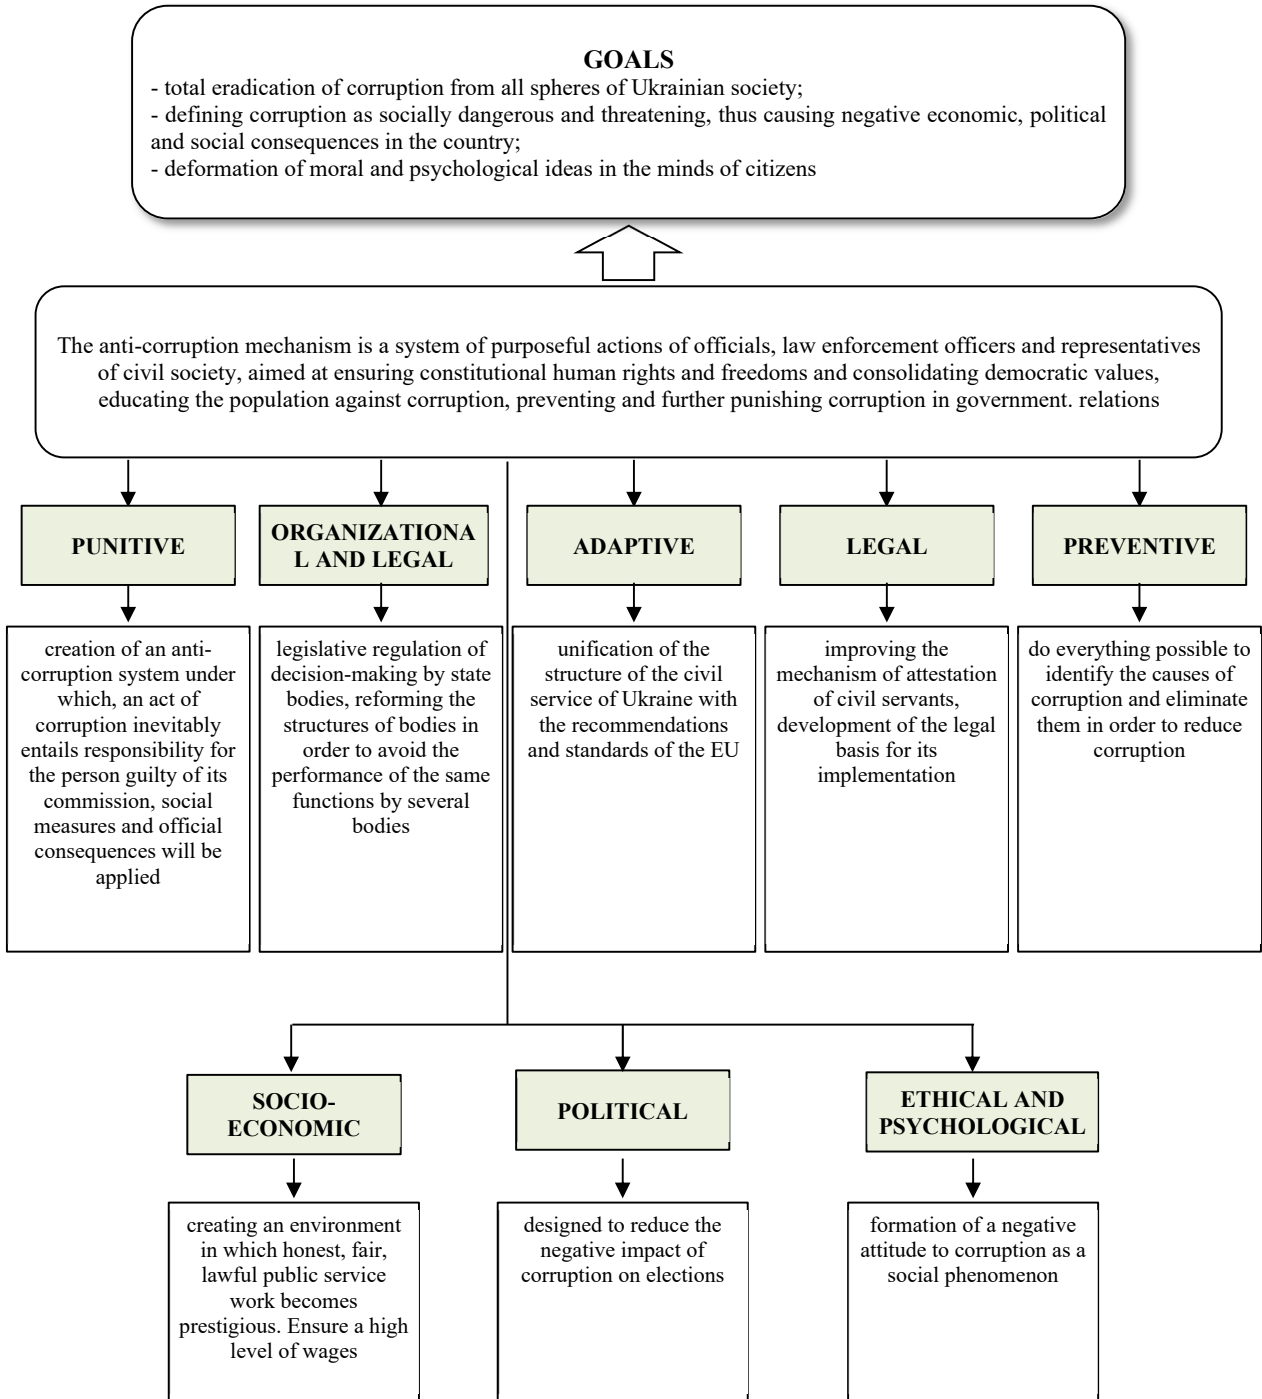 GOALS
- total eradication of corruption from all spheres of Ukrainian society;
- defining corruption as socially dangerous and threatening, thus causing negative economic, political
and social consequences in the country;
- deformation of moral and psychological ideas in the minds of citizens
The anti-corruption mechanism is a system of purposeful actions of officials, law enforcement officers and representatives
of civil society, aimed at ensuring constitutional human rights and freedoms and consolidating democratic values,
educating the population against corruption, preventing and further punishing corruption in government. relations
PUNITIVE
creation of an anti-
corruption system under
which, an act of
corruption inevitably
entails responsibility for
the person guilty of its
commission, social
measures and official
consequences will be
applied
ORGANIZATIONA
L AND LEGAL
legislative regulation of
decision-making by state
bodies, reforming the
structures of bodies in
order to avoid the
performance of the same
functions by several
bodies
ADAPTIVE
unification of the
structure of the civil
service of Ukraine with
the recommendations
and standards of the EU
LEGAL
improving the
mechanism of attestation
of civil servants,
development of the legal
basis for its
implementation
PREVENTIVE
do everything possible to
identify the causes of
corruption and eliminate
them in order to reduce
corruption
SOCIO-
ECONOMIC
creating an environment
in which honest, fair,
lawful public service
work becomes
prestigious. Ensure a high
level of wages
POLITICAL
designed to reduce the
negative impact of
corruption on elections
ETHICAL AND
PSYCHOLOGICAL
formation of a negative
attitude to corruption as a
social phenomenon